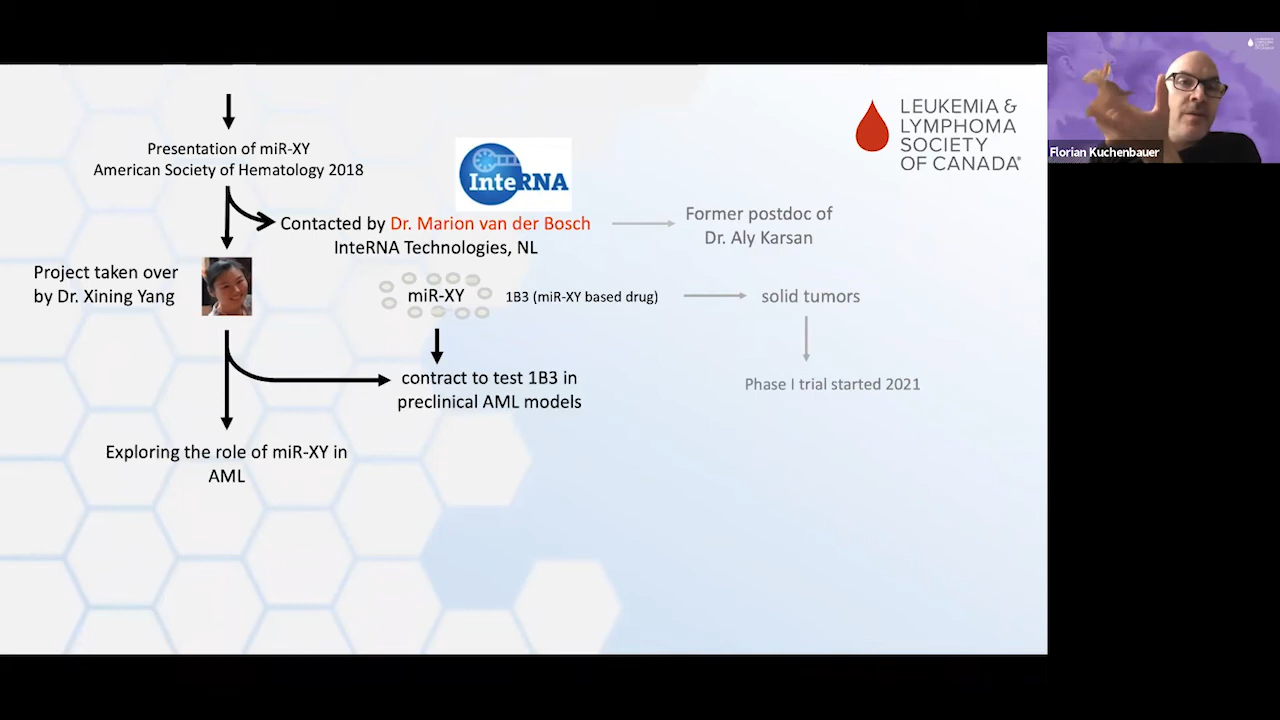 Presentation of miR-XY
American Society of Hematology 2018
InteRNA
Contacted by Dr. Marion van der Bosch
InteRNA Technologies, NL
Former postdoc of
Dr. Aly Karsan
Project taken over
by Dr. Xining Yang
miR-XY
1B3 (miR-XY based drug)
solid tumors
contract to test 1B3 in
preclinical AML models
Phase I trial started 2021
Exploring the role of miR-XY in
AML
LEUKEMIA &
LYMPHOMA
SOCIETY
OF CANADA®
Florian Kuchenbauer